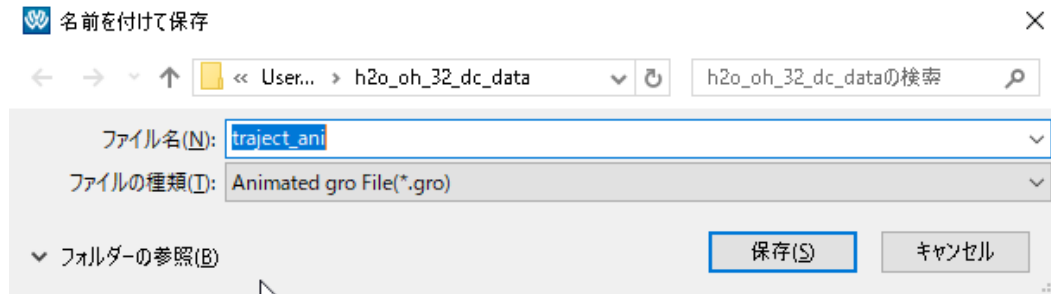 名前を付けて保存
« User... › h2o_oh_32_dc_data
h2o_oh_32_dc_dataの検索
ファイル名(N): traject_ani
ファイルの種類(T): Animated gro File(*.gro)
フォルダーの参照(B)
保存(S)
キャンセル